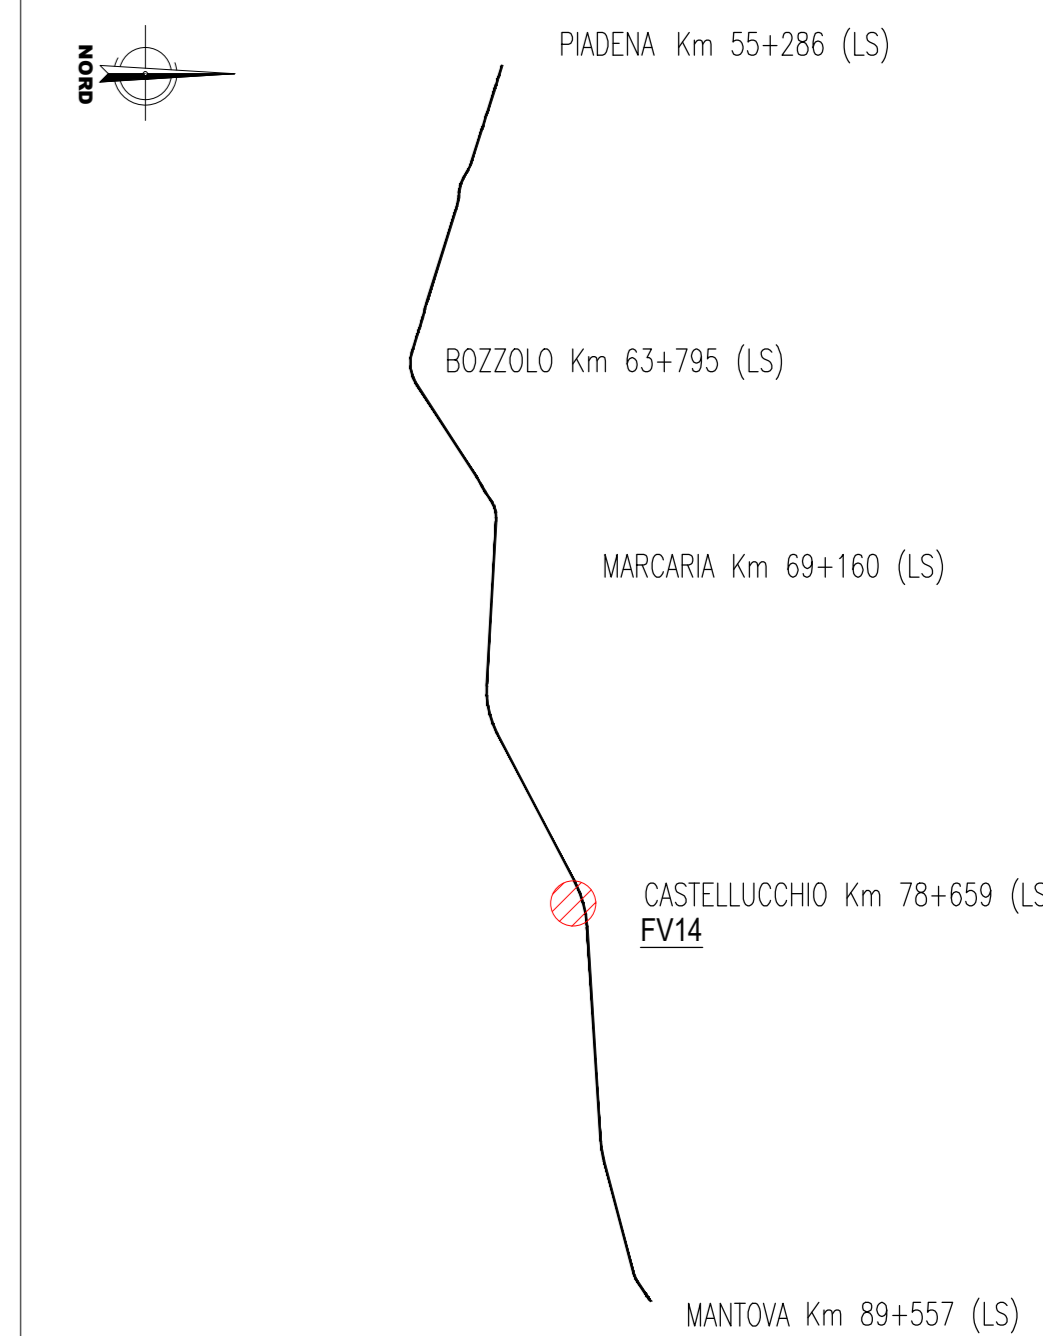 NORD
PIADENA Km 55+286 (LS)
BOZZOLO Km 63+795 (LS)
MARCARIA Km 69+160 (LS)
CASTELLUCCHIO Km 78+659 (LS
FV14
MANTOVA Km 89+557 (LS)